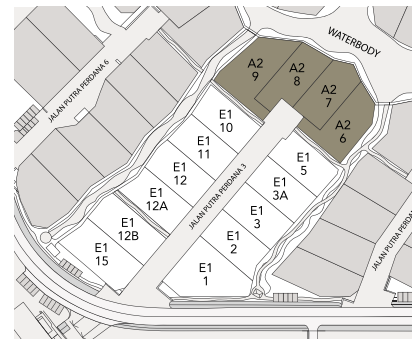 WATERBODY
JALAN PUTRA PERDANA 6
A2
9
A2
8
A2
7
A2
6
E1
10
E1
11
E1
12
E1
12A
E1
12B
E1
15
JALAN PUTRA PERDANA 3
E1
5
E1
3A
E1
3
E1
2
E1
1
JALAN PUTRA PERDANA